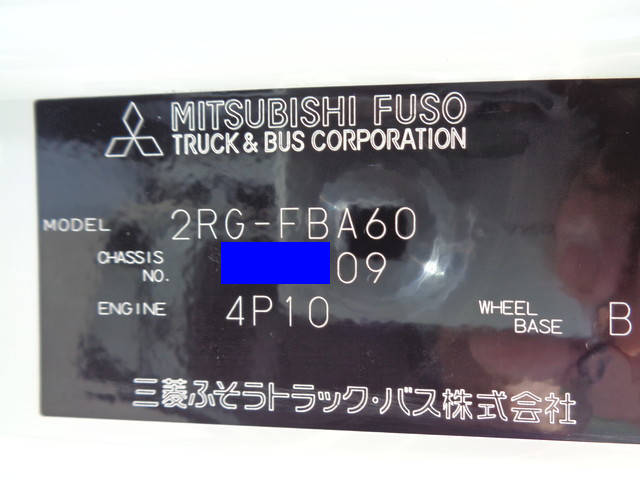 MITSUBISHI FUSO
TRUCK & BUS CORPORATION
MODEL 2RG-FBA60
CHASSIS NO. 09
ENGINE 4P10 WHEEL BASE B
三菱ふそうトラック・バス株式会社